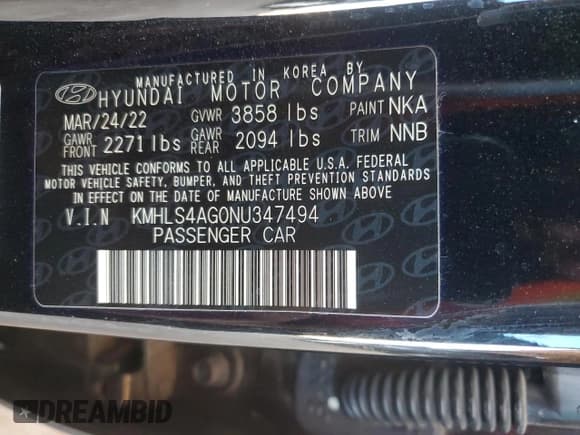 MANUFACTURED IN KOREA BY
HYUNDAI MOTOR COMPANY
MAR/24/22 GVWR 3858 lbs PAINT NKA
GAWR FRONT 2271 lbs GAWR REAR 2094 lbs TRIM NNB
THIS VEHICLE CONFORMS TO ALL APPLICABLE U.S.A. FEDERAL
MOTOR VEHICLE SAFETY, BUMPER, AND THEFT PREVENTION STANDARDS
IN EFFECT ON THE DATE OF MANUFACTURE SHOWN ABOVE.
V.I.N KMHLS4AG0NU347494
PASSENGER CAR
DREAMBID